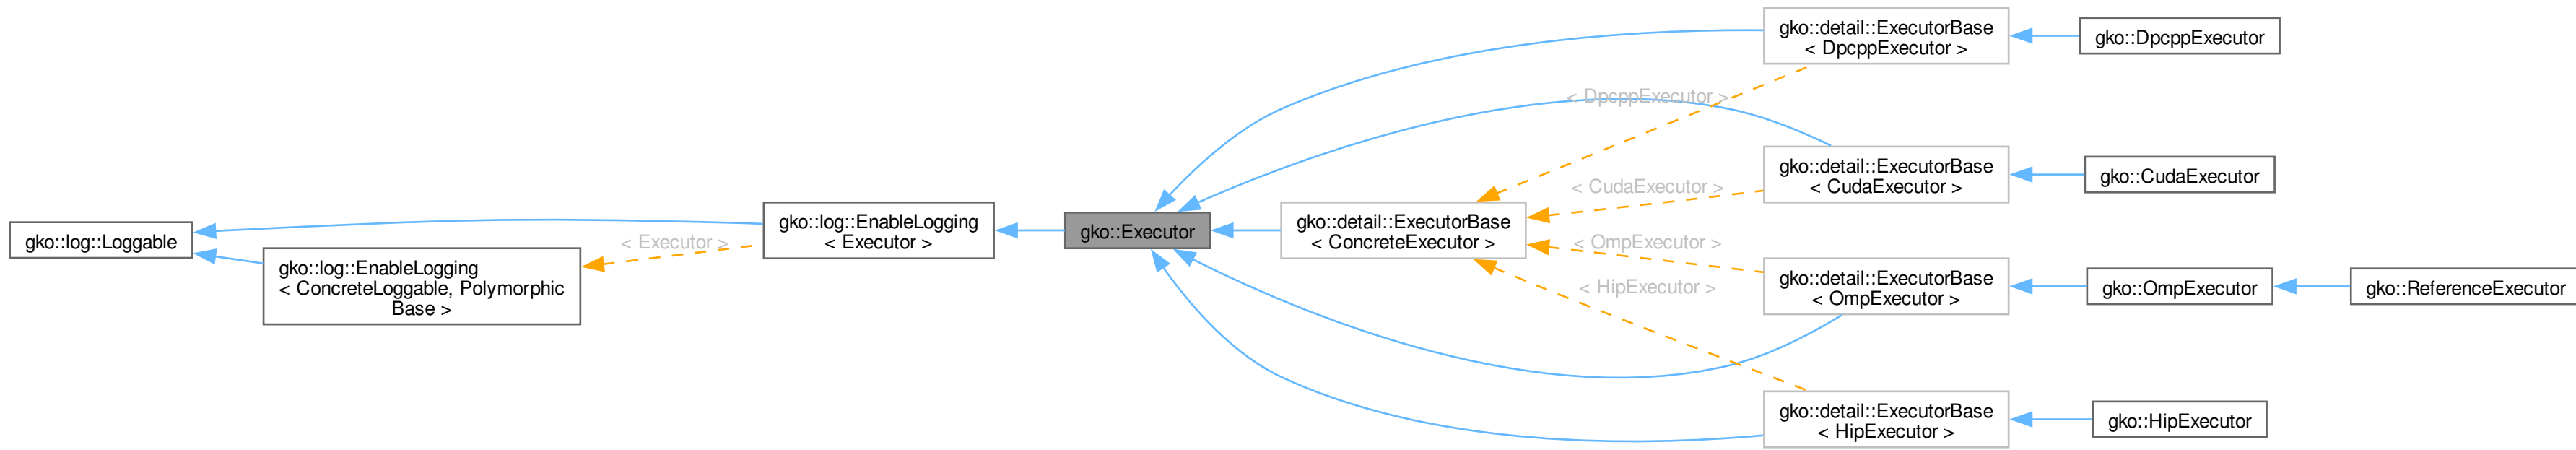 gko::log::Loggable
gko::log::EnableLogging
< ConcreteLoggable, Polymorphic
Base >
< Executor >
gko::log::EnableLogging
< Executor >
gko::Executor
gko::detail::ExecutorBase
< ConcreteExecutor >
< DpcppExecutor >
< CudaExecutor >
< OmpExecutor >
< HipExecutor >
gko::detail::ExecutorBase
< DpcppExecutor >
gko::DpcppExecutor
gko::detail::ExecutorBase
< CudaExecutor >
gko::CudaExecutor
gko::detail::ExecutorBase
< OmpExecutor >
gko::OmpExecutor
gko::ReferenceExecutor
gko::detail::ExecutorBase
< HipExecutor >
gko::HipExecutor